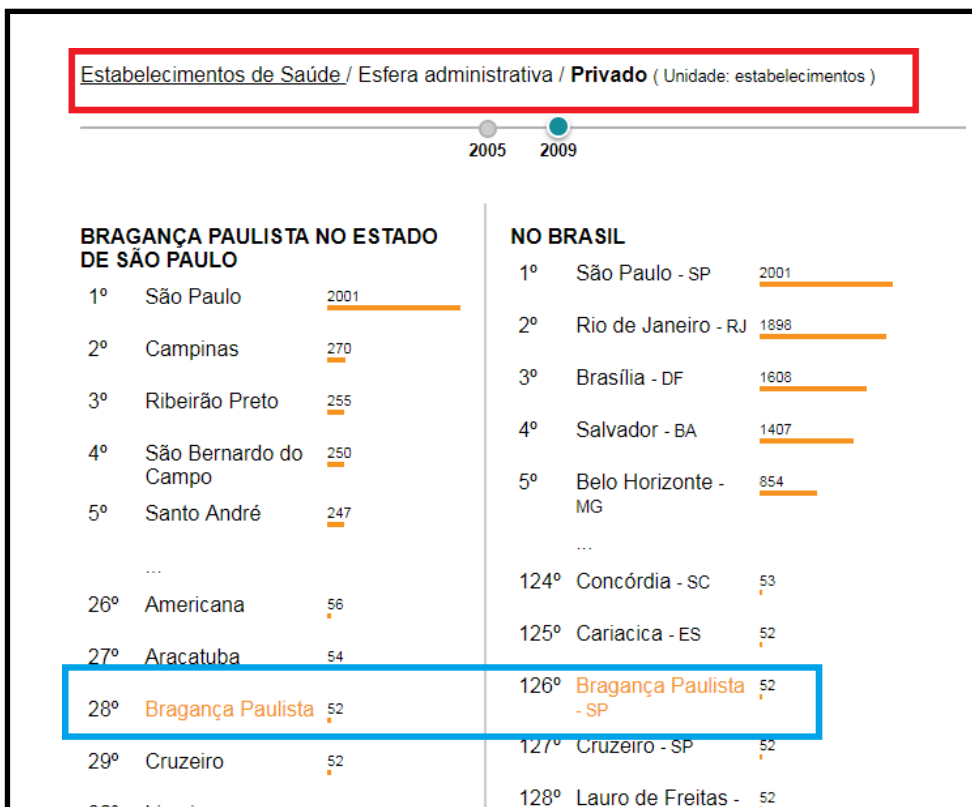 Estabelecimentos de Saúde / Esfera administrativa / Privado ( Unidade: estabelecimentos )
2005 2009
BRAGANÇA PAULISTA NO ESTADO
DE SÃO PAULO
1º São Paulo 2001
2º Campinas 270
3º Ribeirão Preto 255
4º São Bernardo do 250
Campo
5º Santo André 247
...
26º Americana 56
27º Araçatuba 54
28º Bragança Paulista 52
29º Cruzeiro 52
NO BRASIL
1º São Paulo - SP 2001
2º Rio de Janeiro - RJ 1898
3º Brasília - DF 1608
4º Salvador - BA 1407
5º Belo Horizonte - 854
MG
...
124º Concórdia - SC 53
125º Cariacica - ES 52
126º Bragança Paulista 52
- SP
127º Cruzeiro - SP 52
128º Lauro de Freitas - 52